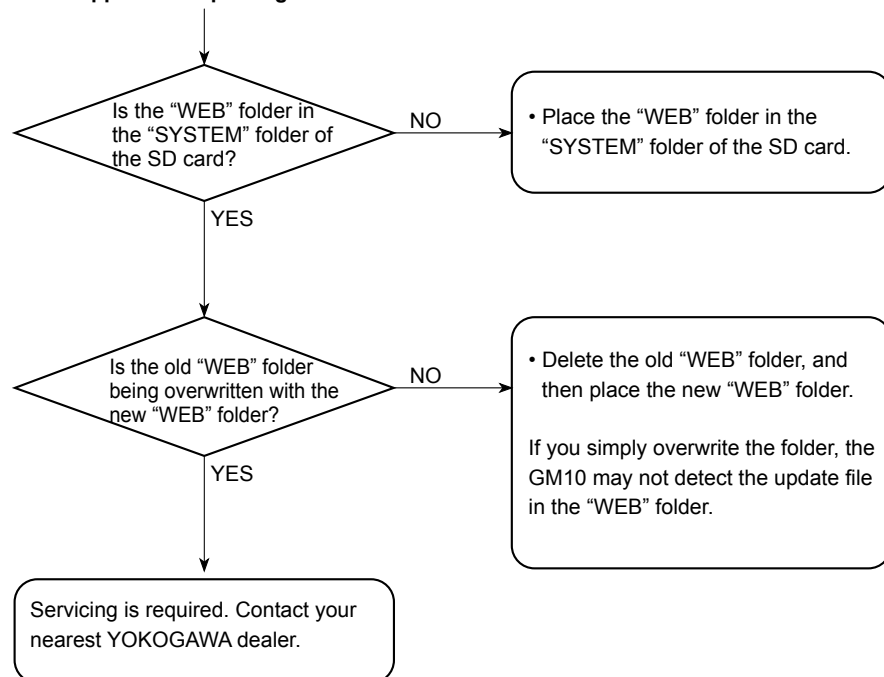 Is the “WEB” folder in
the “SYSTEM” folder of
the SD card?
NO
• Place the “WEB” folder in the
“SYSTEM” folder of the SD card.
YES
Is the old “WEB” folder
being overwritten with the
new “WEB” folder?
NO
• Delete the old “WEB” folder, and
then place the new “WEB” folder.
If you simply overwrite the folder, the
GM10 may not detect the update file
in the “WEB” folder.
YES
Servicing is required. Contact your
nearest YOKOGAWA dealer.